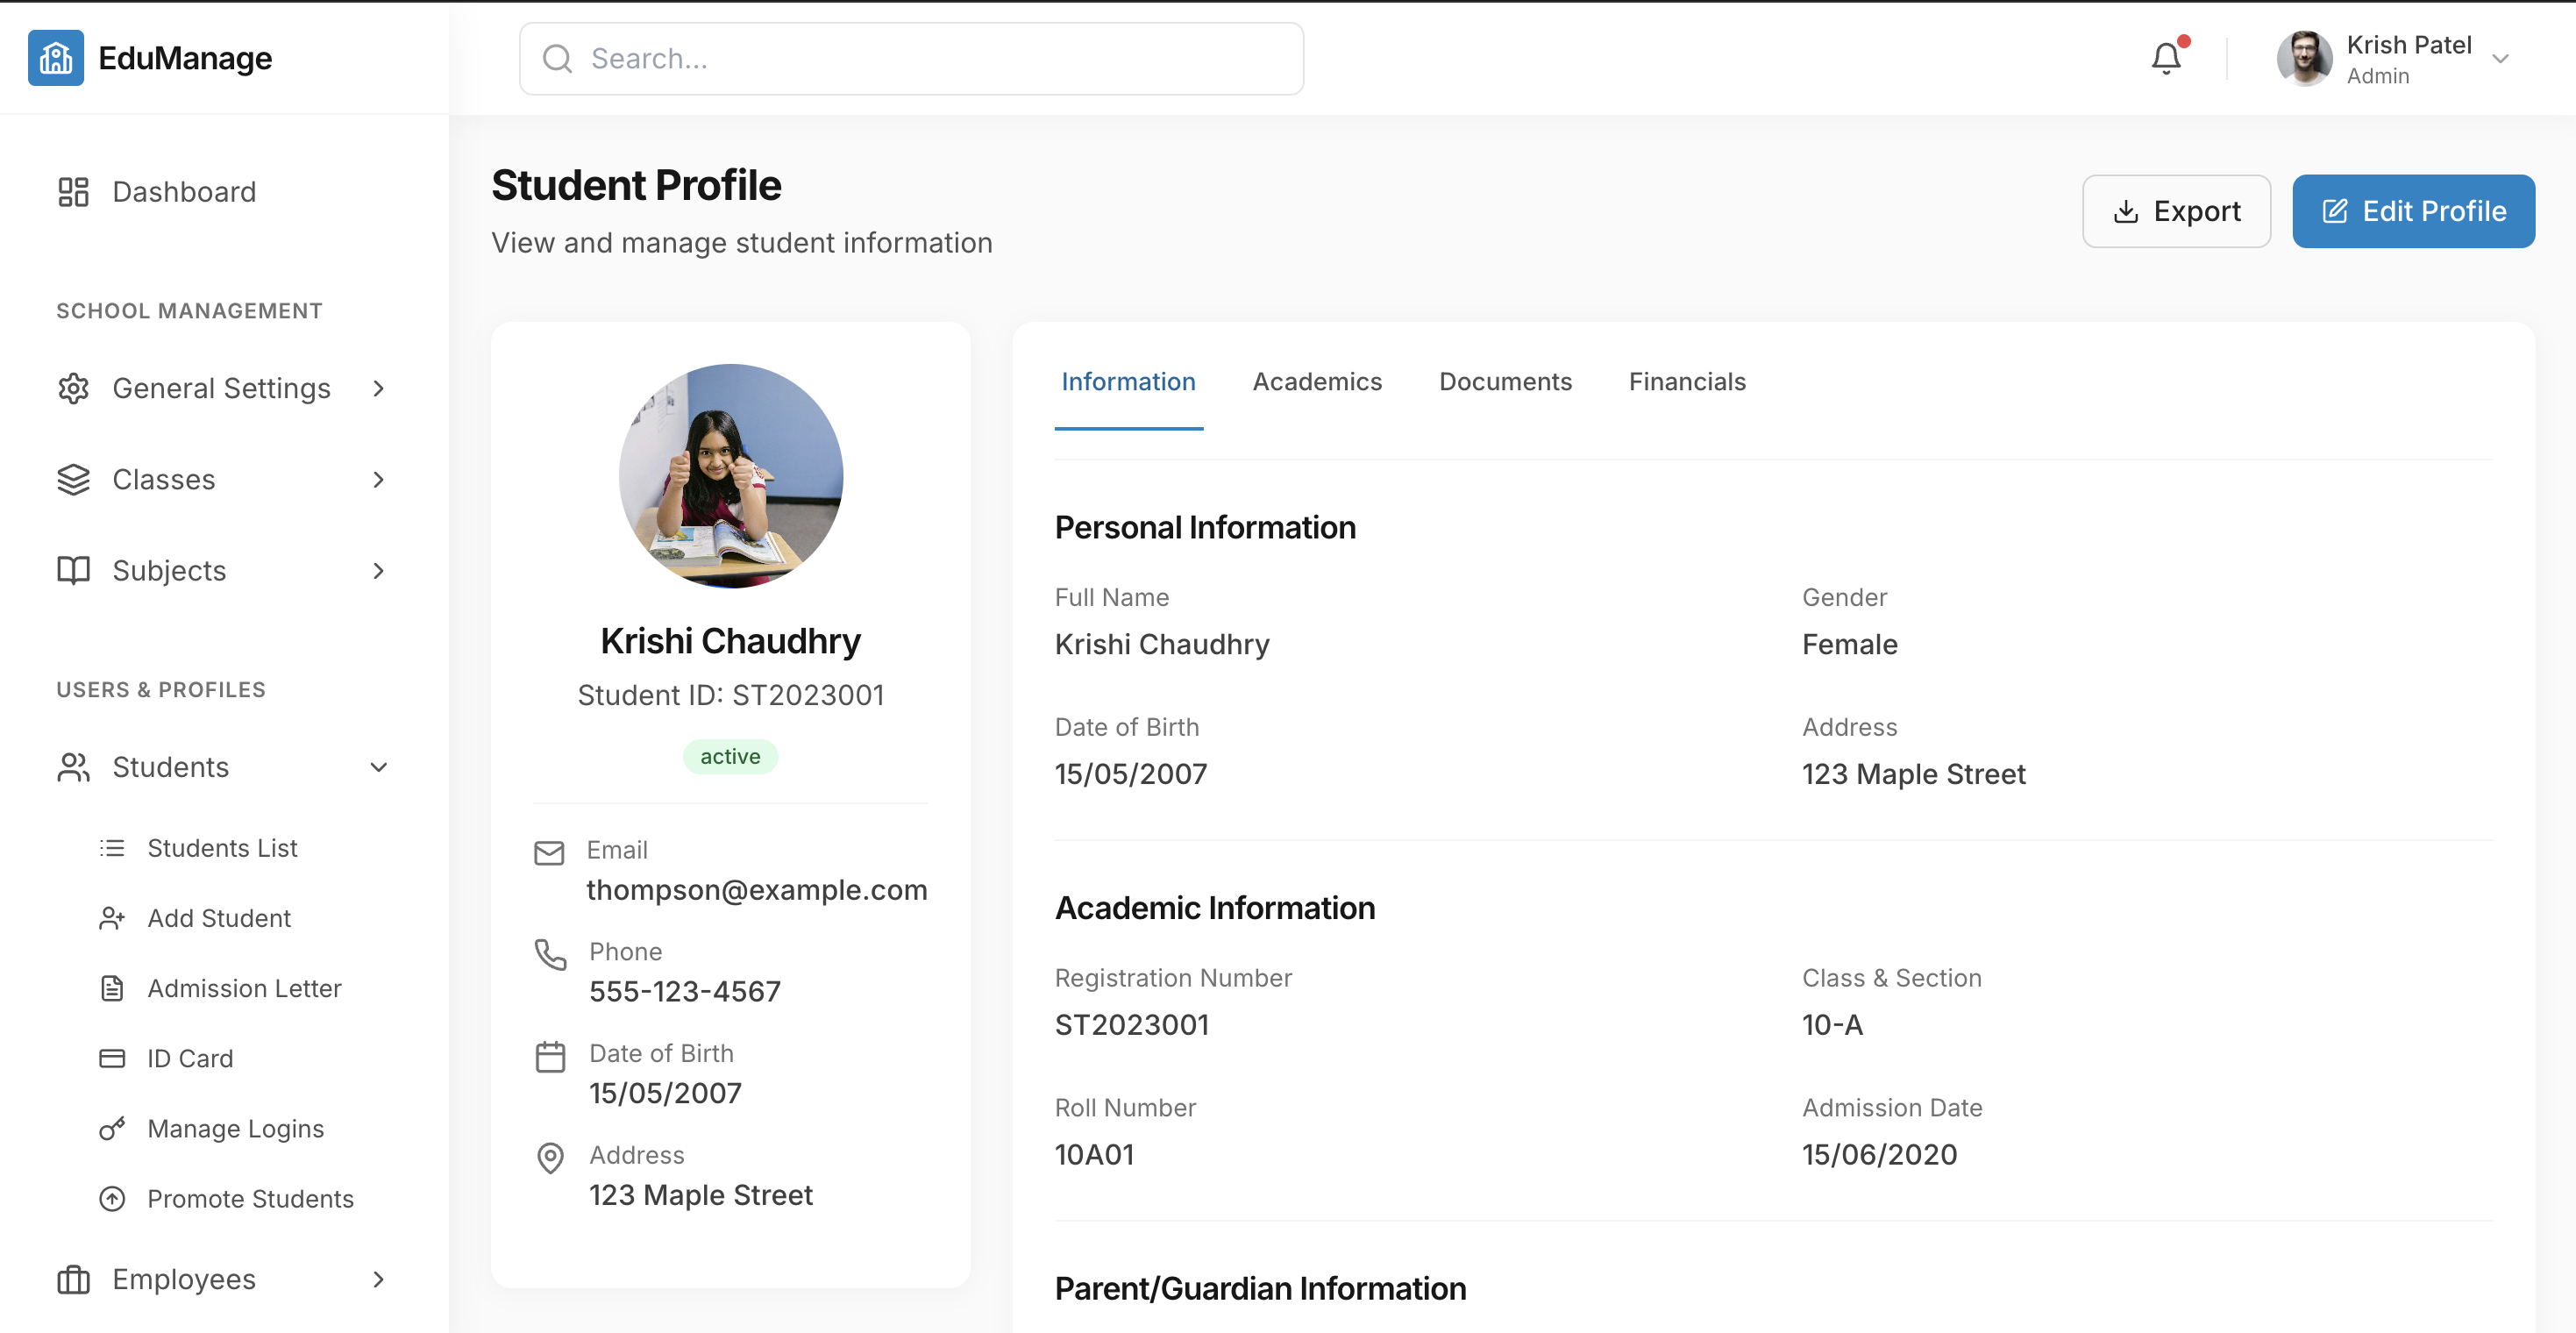 EduManage
Search...
Krish Patel
Admin
Dashboard
SCHOOL MANAGEMENT
General Settings
Classes
Subjects
USERS & PROFILES
Students
Students List
Add Student
Admission Letter
ID Card
Manage Logins
Promote Students
Employees
Student Profile
View and manage student information
Export
Edit Profile
Krishi Chaudhry
Student ID: ST2023001
active
Email
thompson@example.com
Phone
555-123-4567
Date of Birth
15/05/2007
Address
123 Maple Street
Information Academics Documents Financials
Personal Information
Full Name
Krishi Chaudhry
Gender
Female
Date of Birth
15/05/2007
Address
123 Maple Street
Academic Information
Registration Number
ST2023001
Class & Section
10-A
Roll Number
10A01
Admission Date
15/06/2020
Parent/Guardian Information